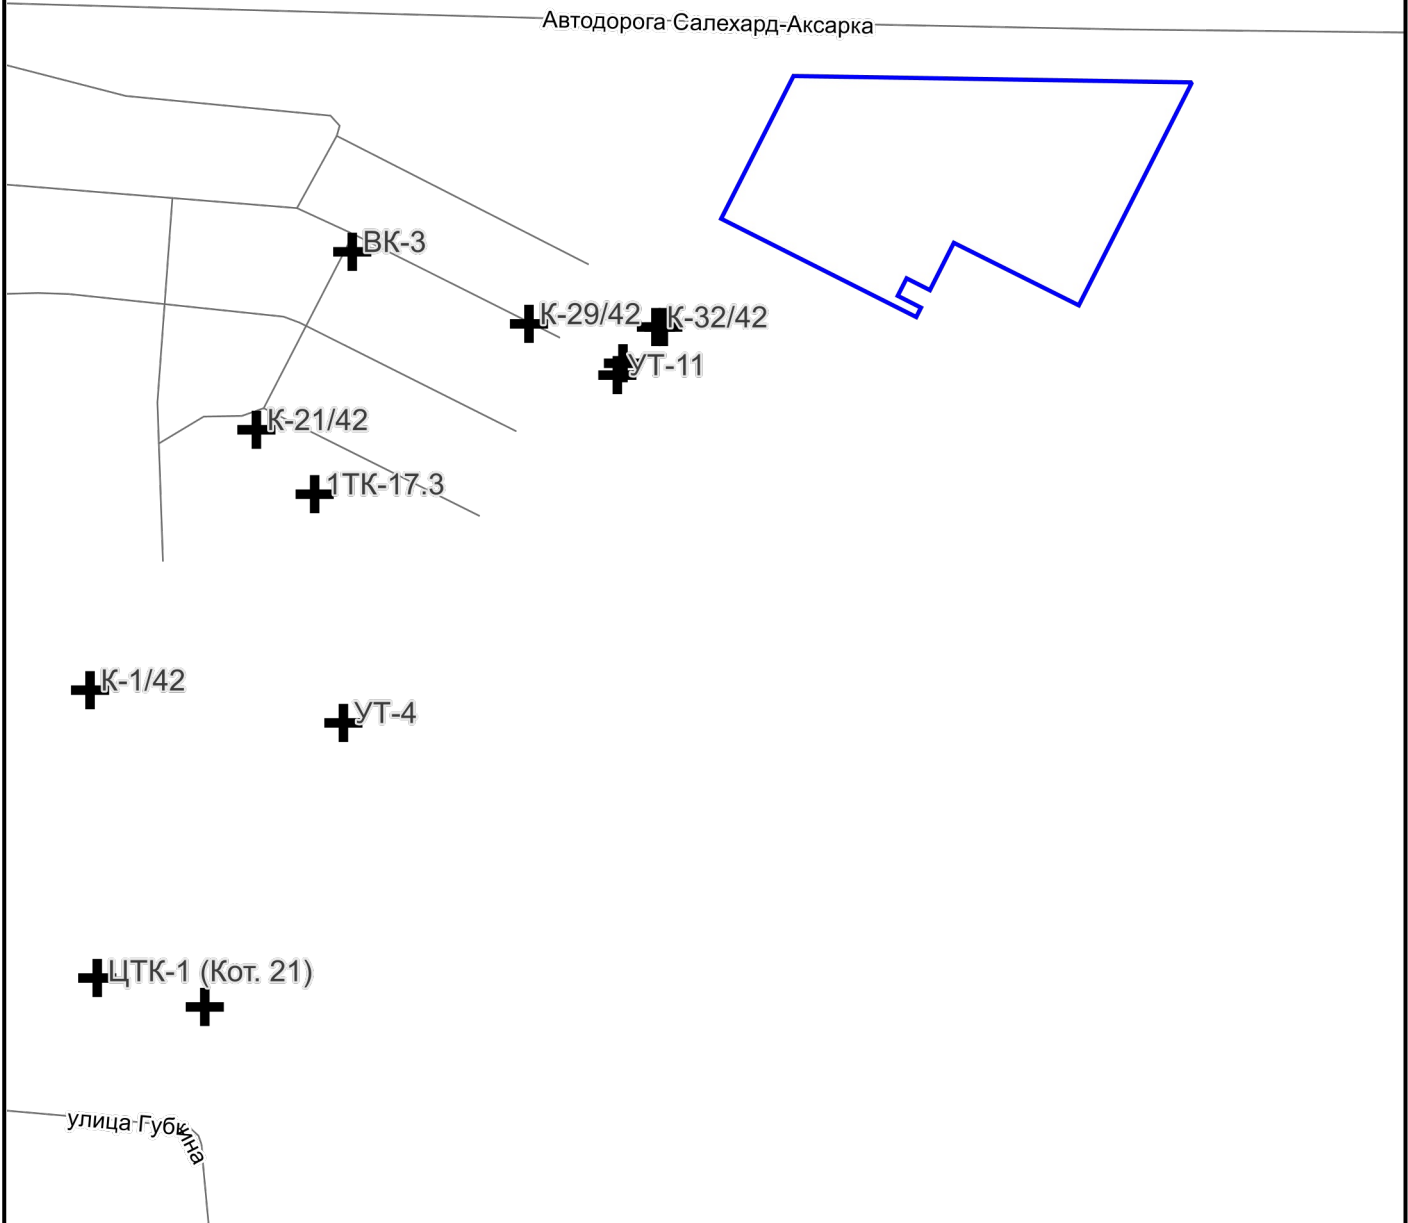 Автодорога Салехард-Аксарка
ВК-3
К-29/42
К-32/42
УТ-11
К-21/42
1ТК-17.3
К-1/42
УТ-4
ЦТК-1 (Кот. 21)
улица Губкина